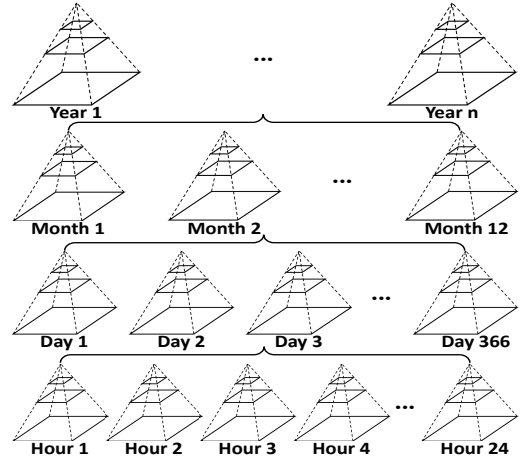 ... 
Year 1 Year n
...
Month 1 Month 2 Month 12
...
Day 1 Day 2 Day 3 Day 366
...
Hour 1 Hour 2 Hour 3 Hour 4 Hour 24